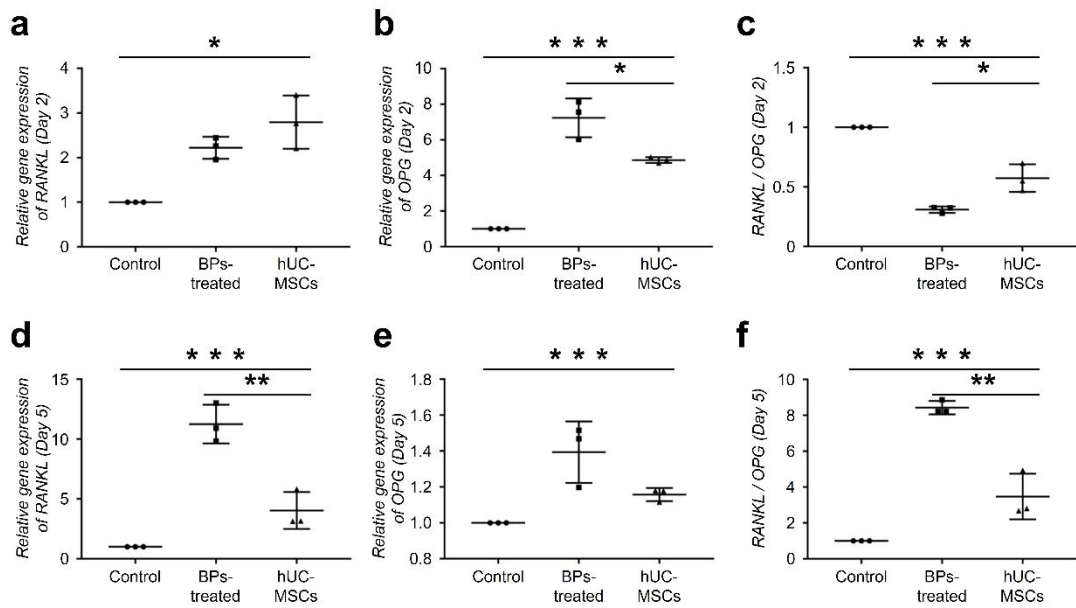 a
*
Relative gene expression
of RANKL (Day 2)
4
3
2
1
0
Control
BPs-
treated
hUC-
MSCs
b
* * *
*
Relative gene expression
of OPG (Day 2)
10
8
6
4
2
0
Control
BPs-
treated
hUC-
MSCs
c
* * *
*
RANKL / OPG (Day 2)
1.5
1
0.5
0
Control
BPs-
treated
hUC-
MSCs
d
* * *
**
Relative gene expression
of RANKL (Day 5)
15
10
5
0
Control
BPs-
treated
hUC-
MSCs
e
* * *
Relative gene expression
of OPG (Day 5)
1.8
1.6
1.4
1.2
1.0
0.8
Control
BPs-
treated
hUC-
MSCs
f
* * *
**
RANKL / OPG (Day 5)
10
8
6
4
2
0
Control
BPs-
treated
hUC-
MSCs